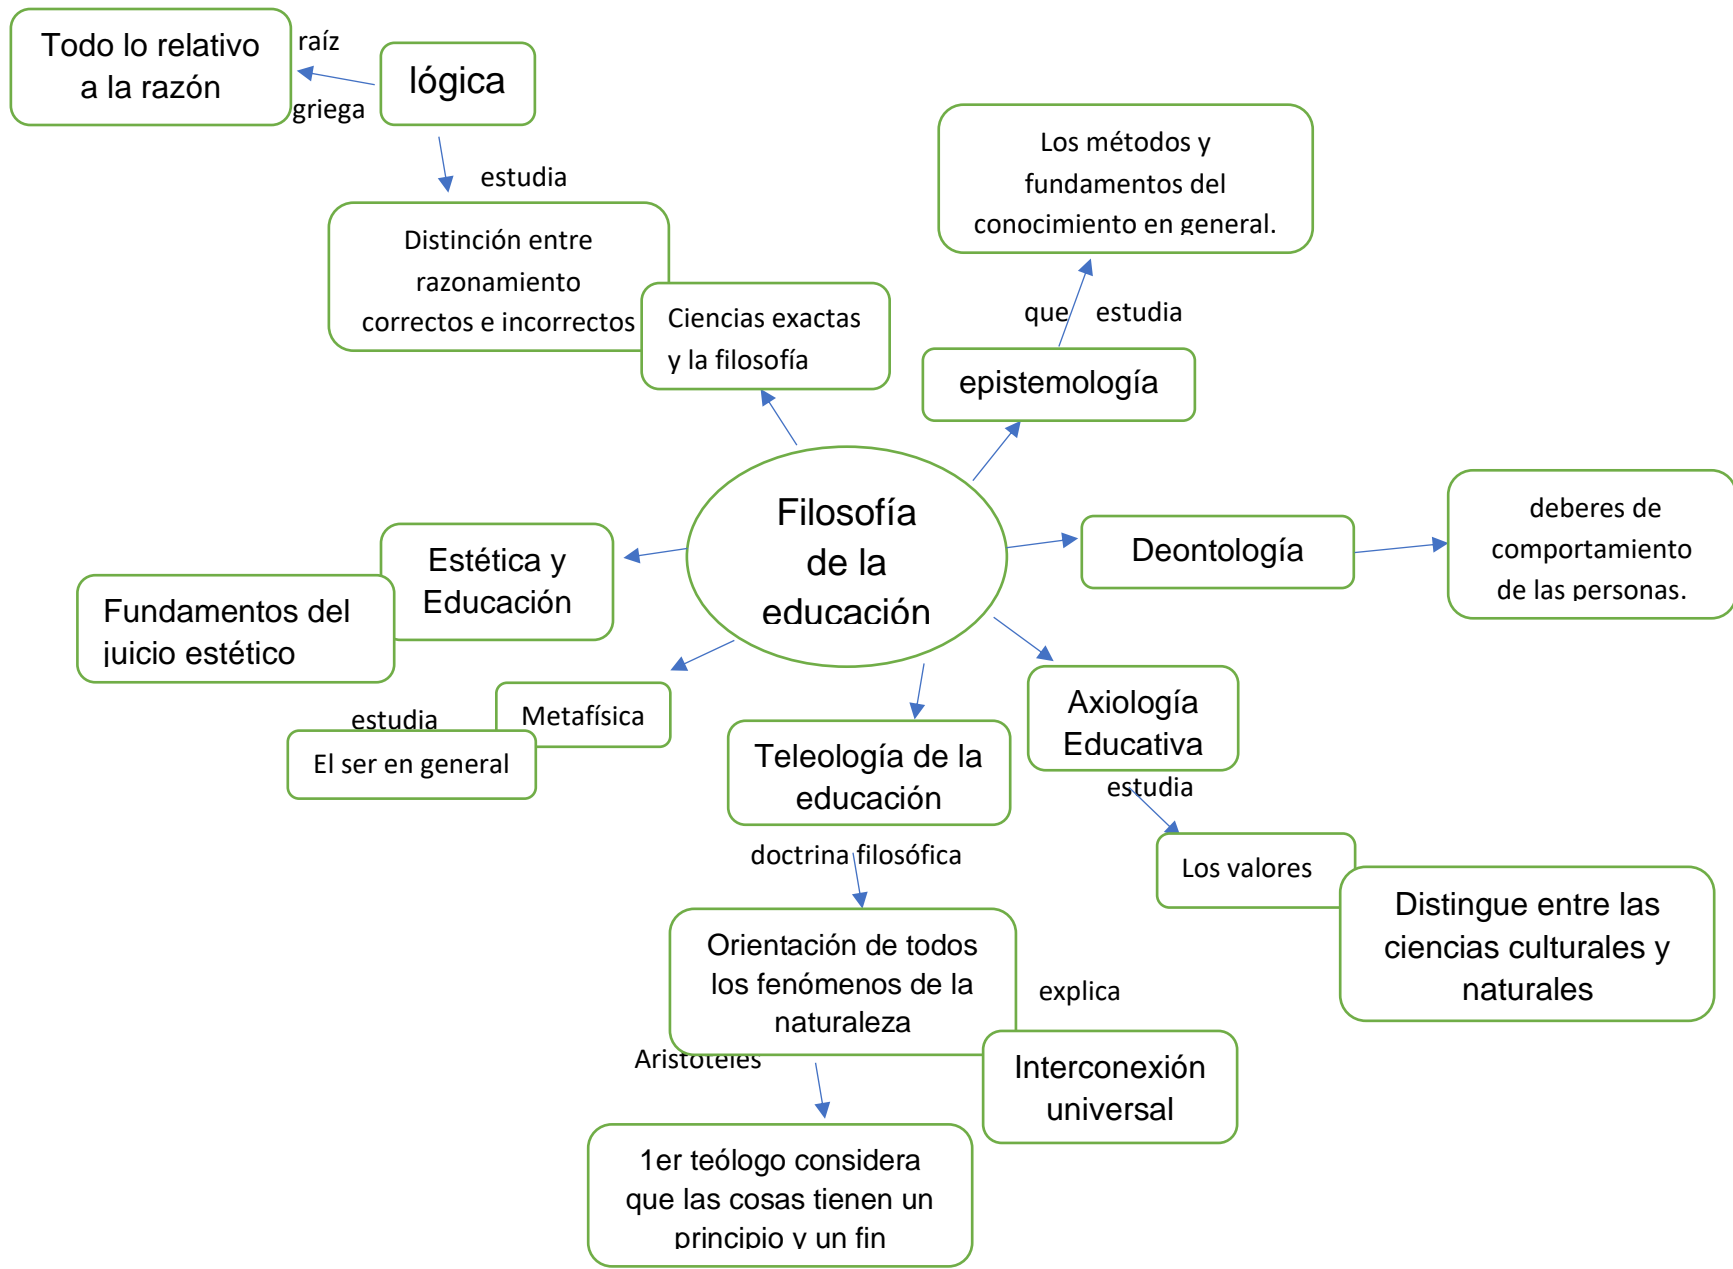 Todo lo relativo
a la razón
raíz
griega
lógica
estudia
Distinción entre
razonamiento
correctos e incorrectos
Ciencias exactas
y la filosofía
Los métodos y
fundamentos del
conocimiento en general.
que estudia
epistemología
Filosofía
de la
educación
Deontología
deberes de
comportamiento
de las personas.
Estética y
Educación
Fundamentos del
juicio estético
Metafísica
estudia
El ser en general
Teleología de la
educación
Axiología
Educativa
estudia
Los valores
Distingue entre las
ciencias culturales y
naturales
doctrina filosófica
Orientación de todos
los fenómenos de la
naturaleza
explica
Interconexión
universal
Aristóteles
1er teólogo considera
que las cosas tienen un
principio y un fin